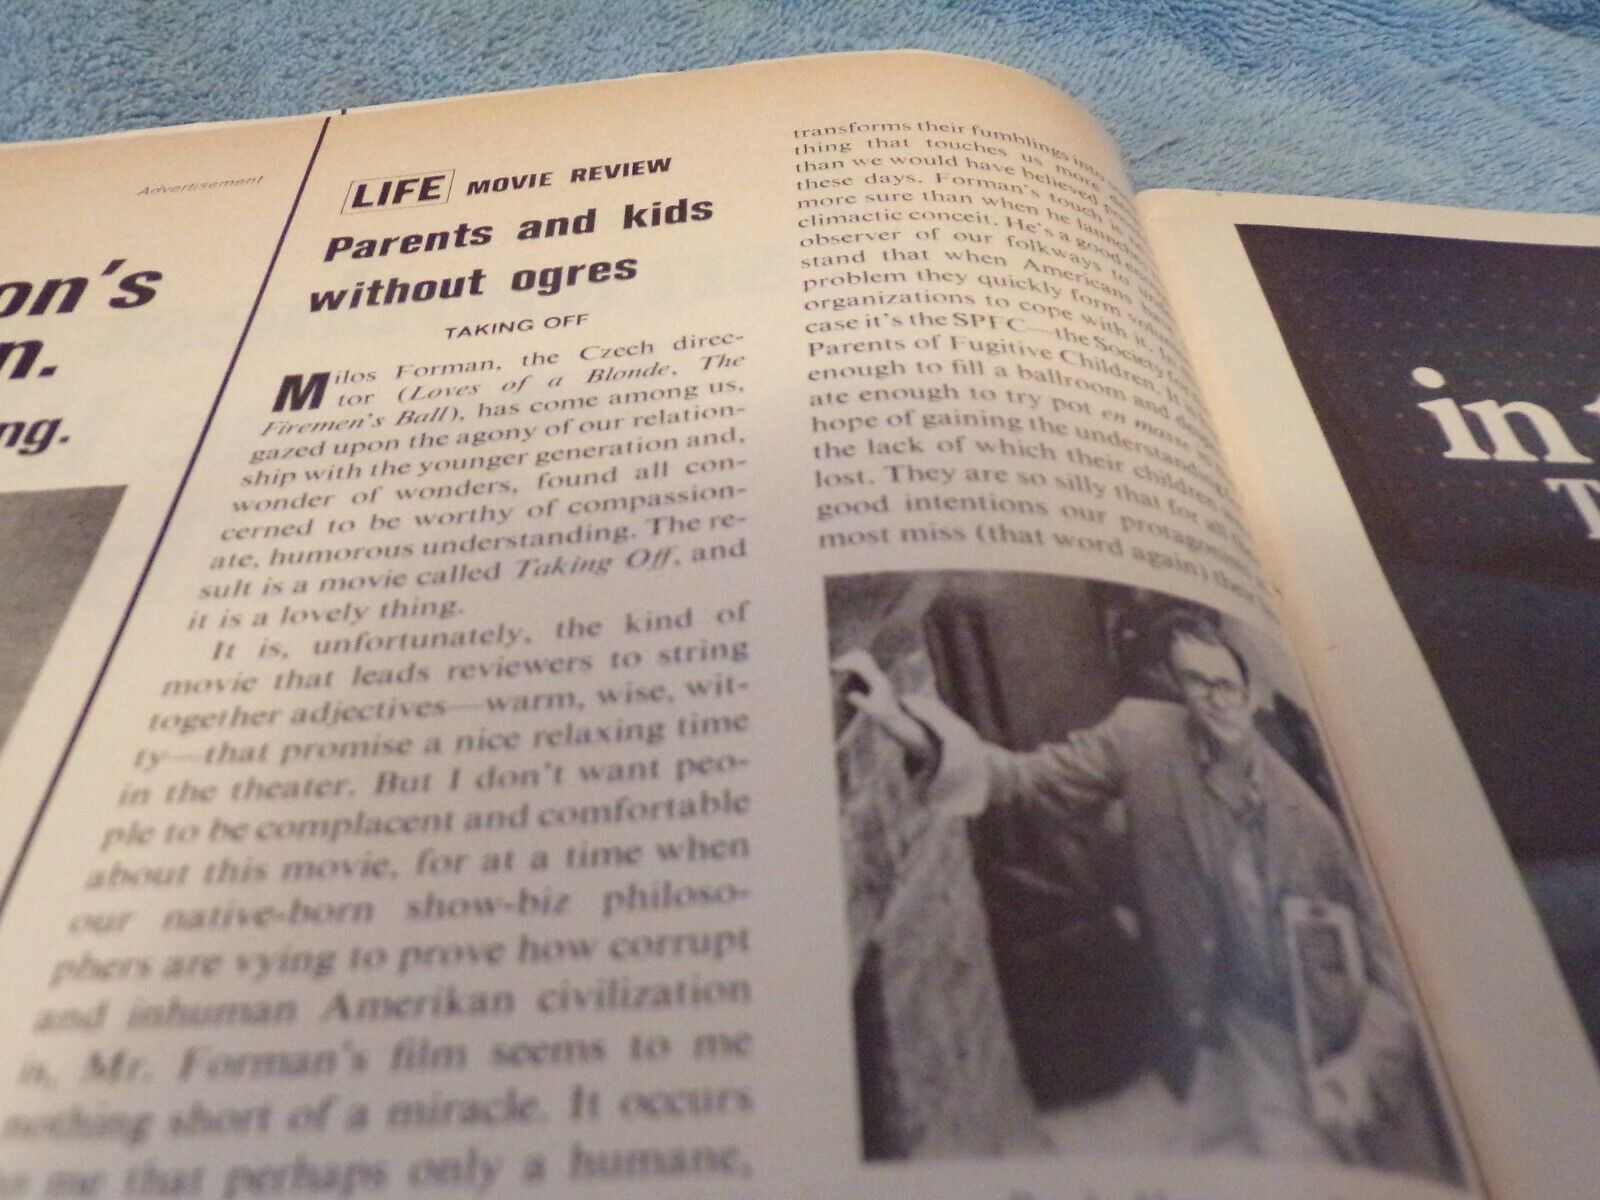 Advertisement
on's
n.
ng.
LIFE MOVIE REVIEW
Parents and kids
without ogres
TAKING OFF
Milos Forman, the Czech direc-
tor (Loves of a Blonde, The
Firemen's Ball), has come among us,
gazed upon the agony of our relation-
ship with the younger generation and,
wonder of wonders, found all con-
cerned to be worthy of compassion-
ate, humorous understanding. The re-
sult is a movie called Taking Off, and
it is a lovely thing.
It is, unfortunately, the kind of
movie that leads reviewers to string
together adjectives—warm, wise, wit-
ty—that promise a nice relaxing time
in the theater. But I don't want peo-
ple to be complacent and comfortable
about this movie, for at a time when
our native-born show-biz philoso-
phers are vying to prove how corrupt
and inhuman Amerikan civilization
is, Mr. Forman's film seems to me
nothing short of a miracle. It occurs
me that perhaps only a humane,
transforms their fumblings into
thing that touches us more
than we would have believed
these days. Forman's touch is
more sure than when he launches
climactic conceit. He's a good
observer of our folkways to
stand that when Americans
problem they quickly form
organizations to cope with it. In
case it's the SPFC—the Society for
Parents of Fugitive Children. It
enough to fill a ballroom and
ate enough to try pot en masse in
hope of gaining the understanding
the lack of which their children
lost. They are so silly that for all
good intentions our protagonists
most miss (that word again)
in
T